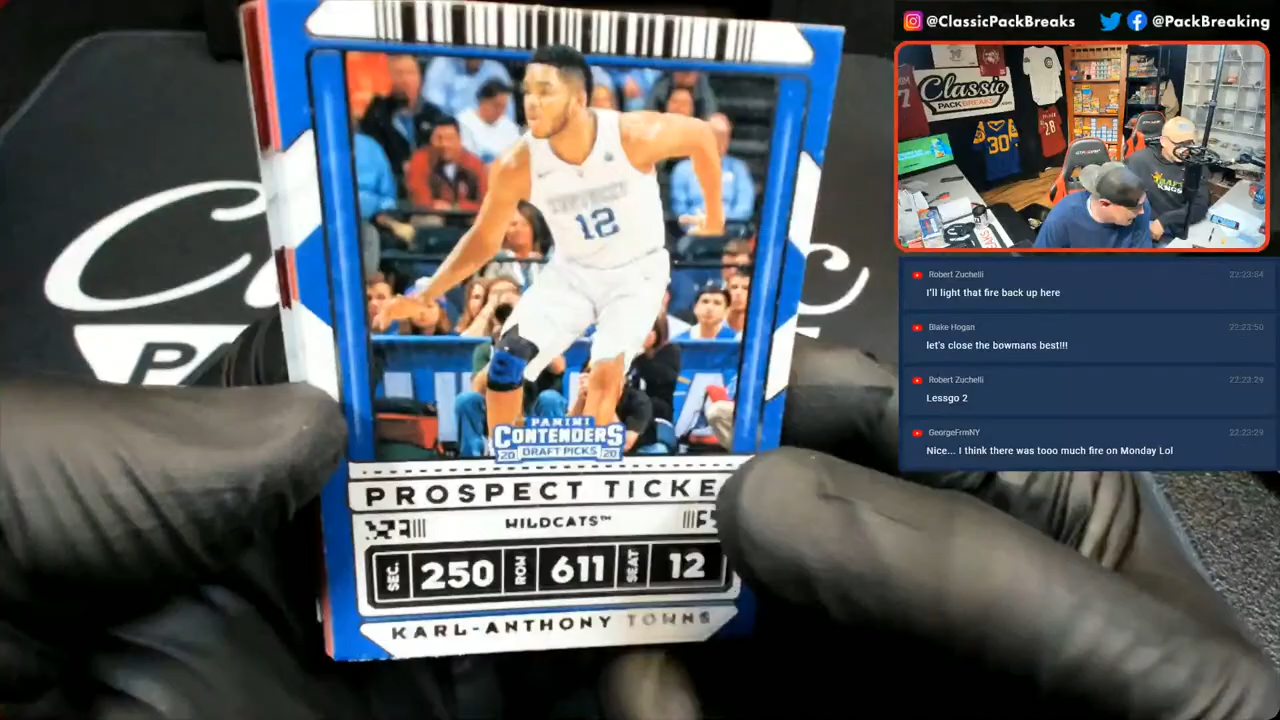 @ClassicPackBreaks
@PackBreaking
Classic
PACKBREAKS
30
28
12
PANINI
CONTENDERS
20 DRAFT PICKS 20
PROSPECT TICKE
WILDCATS™
SEC. 250 ROW 611 SEAT 12
KARL-ANTHONY TOWNS
Robert Zuchelli 22:23:54
I'll light that fire back up here
Blake Hogan 22:23:50
let's close the bowmans best!!!
Robert Zuchelli 22:23:29
Lessgo 2
GeorgeFrmNY 22:23:29
Nice... I think there was tooo much fire on Monday Lol